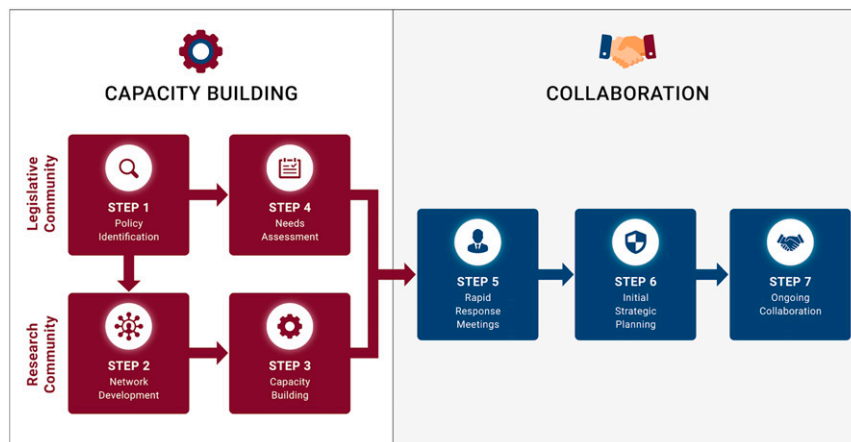 CAPACITY BUILDING
COLLABORATION
Legislative
Community
STEP 1
Policy
Identification
STEP 4
Needs
Assessment
Research
Community
STEP 2
Network
Development
STEP 3
Capacity
Building
STEP 5
Rapid
Response
Meetings
STEP 6
Initial
Strategic
Planning
STEP 7
Ongoing
Collaboration